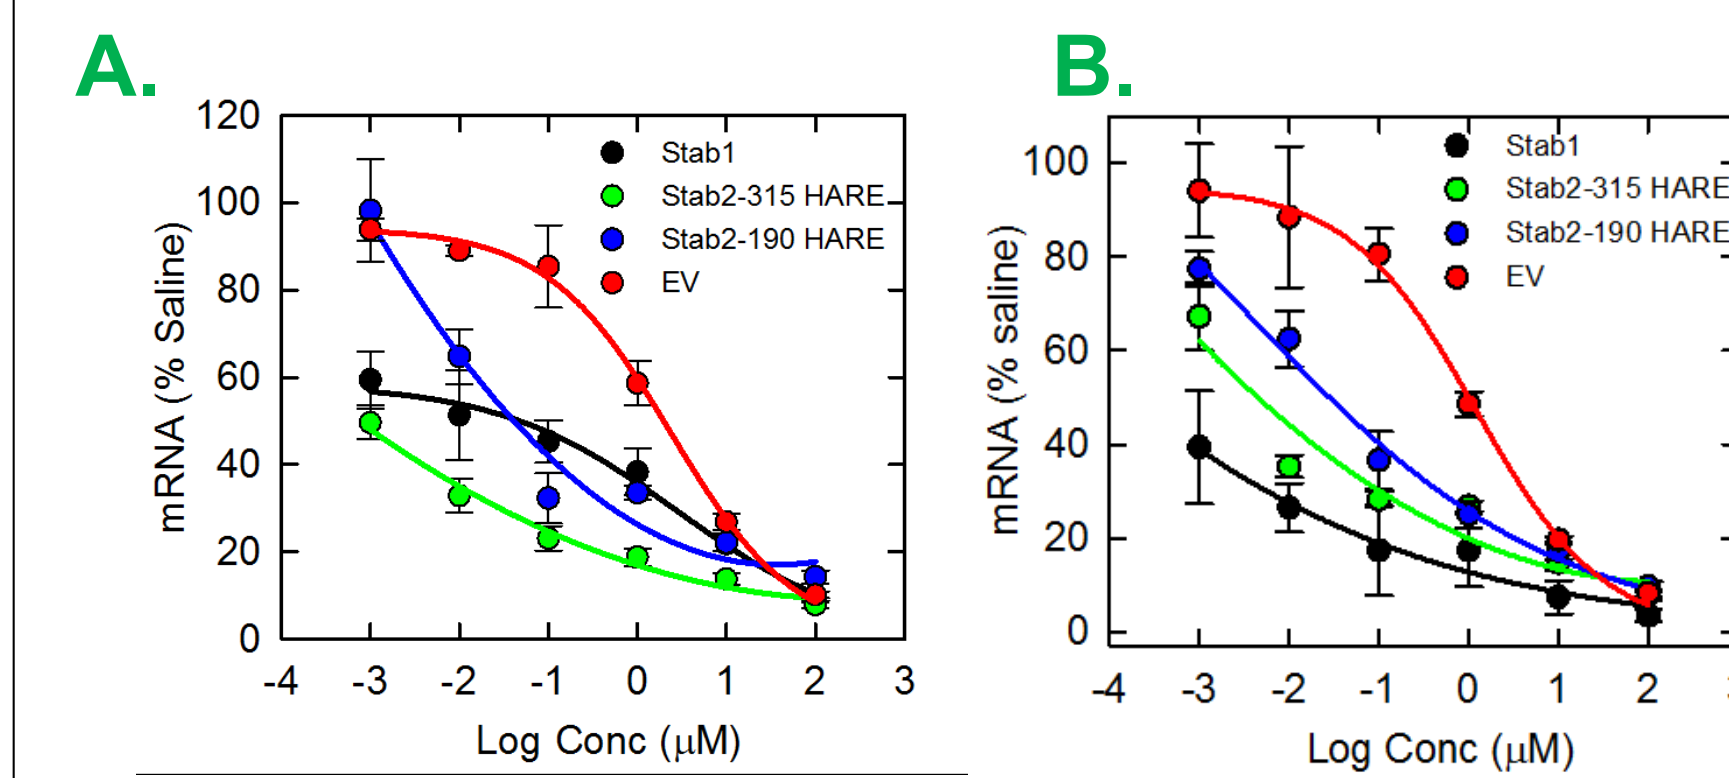 A.
120
100
80
60
40
20
0
-4 -3 -2 -1 0 1 2 3
mRNA (% Saline)
Log Conc (μM)
Stab1
Stab2-315 HARE
Stab2-190 HARE
EV
B.
100
80
60
40
20
0
-4 -3 -2 -1 0 1 2
mRNA (% saline)
Log Conc (μM)
Stab1
Stab2-315 HARE
Stab2-190 HARE
EV